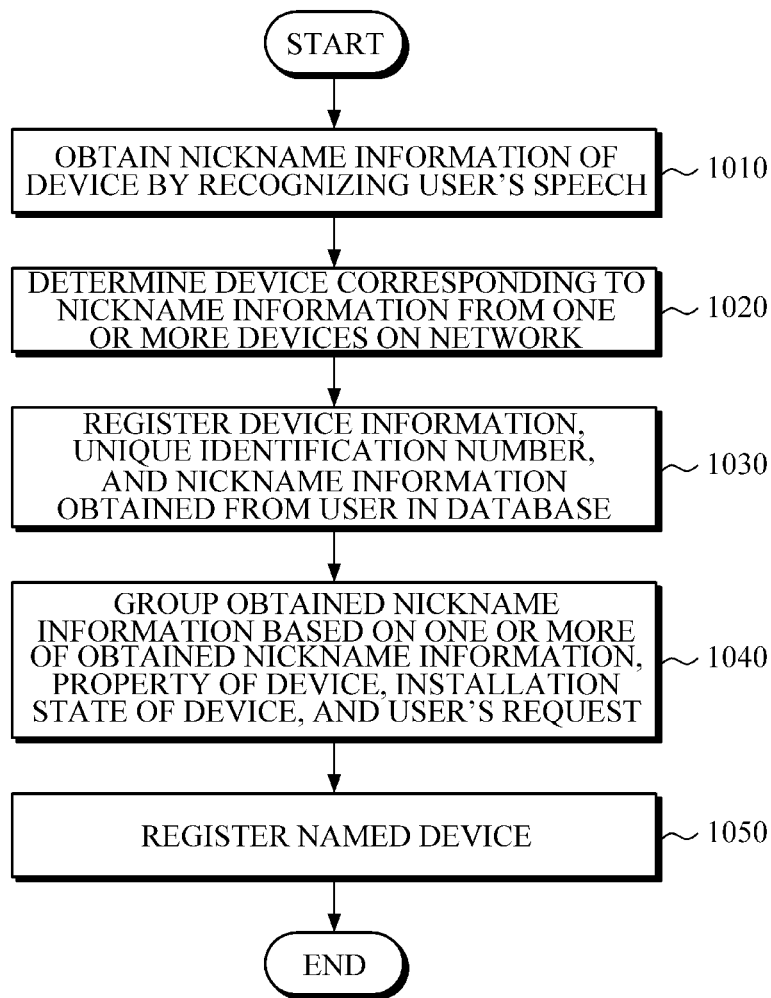 START
OBTAIN NICKNAME INFORMATION OF
DEVICE BY RECOGNIZING USER'S SPEECH
1010
DETERMINE DEVICE CORRESPONDING TO
NICKNAME INFORMATION FROM ONE
OR MORE DEVICES ON NETWORK
1020
REGISTER DEVICE INFORMATION,
UNIQUE IDENTIFICATION NUMBER,
AND NICKNAME INFORMATION
OBTAINED FROM USER IN DATABASE
1030
GROUP OBTAINED NICKNAME
INFORMATION BASED ON ONE OR MORE
OF OBTAINED NICKNAME INFORMATION,
PROPERTY OF DEVICE, INSTALLATION
STATE OF DEVICE, AND USER'S REQUEST
1040
REGISTER NAMED DEVICE
1050
END